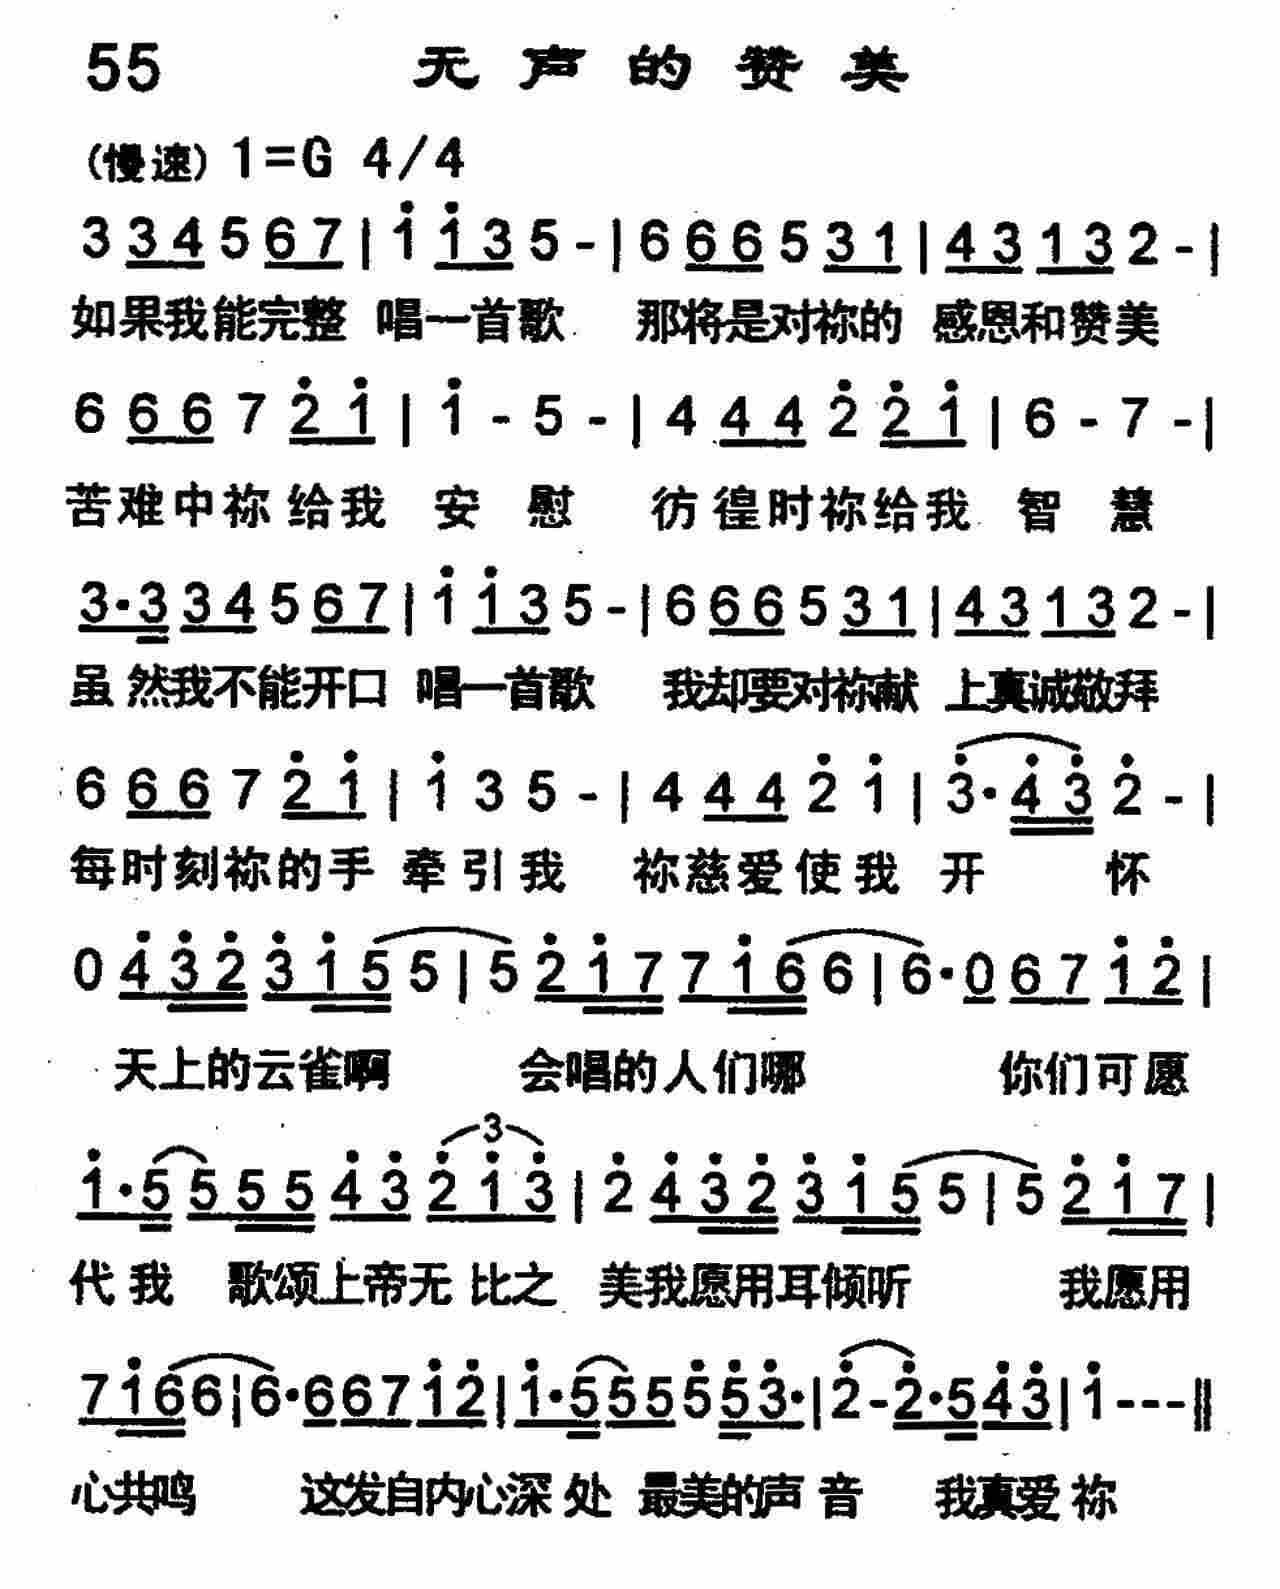 55 无声的赞美
(慢速) 1=G 4/4
3 3 4 5 6 7 | 1 1 3 5 - | 6 6 6 5 3 1 | 4 3 1 3 2 - |
如果我能完整 唱一首歌 那将是对祢的 感恩和赞美
6 6 6 7 2 1 | 1 - 5 - | 4 4 4 2 2 1 | 6 - 7 - |
苦难中祢给我 安慰 彷徨时祢给我 智慧
3·3 3 4 5 6 7 | 1 1 3 5 - | 6 6 6 5 3 1 | 4 3 1 3 2 - |
虽然我不能开口 唱一首歌 我却要对祢献 上真诚敬拜
6 6 6 7 2 1 | 1 3 5 - | 4 4 4 2 1 | 3·4 3 2 - |
每时刻祢的手 牵引我 祢慈爱使我 开怀
0 4 3 2 3 1 5 5 | 5 2 1 7 7 1 6 6 | 6·0 6 7 1 2 |
天上的云雀啊 会唱的人们哪 你们可愿
3
1·5 5 5 5 4 3 2 1 3 | 2 4 3 2 3 1 5 5 | 5 2 1 7 |
代我 歌颂上帝无比之 美我愿用耳倾听 我愿用
7 1 6 6 | 6·6 6 7 1 2 | 1·5 5 5 5 5 3· | 2 - 2·5 4 3 | 1 - - - ||
心共鸣 这发自内心深处 最美的声音 我真爱祢